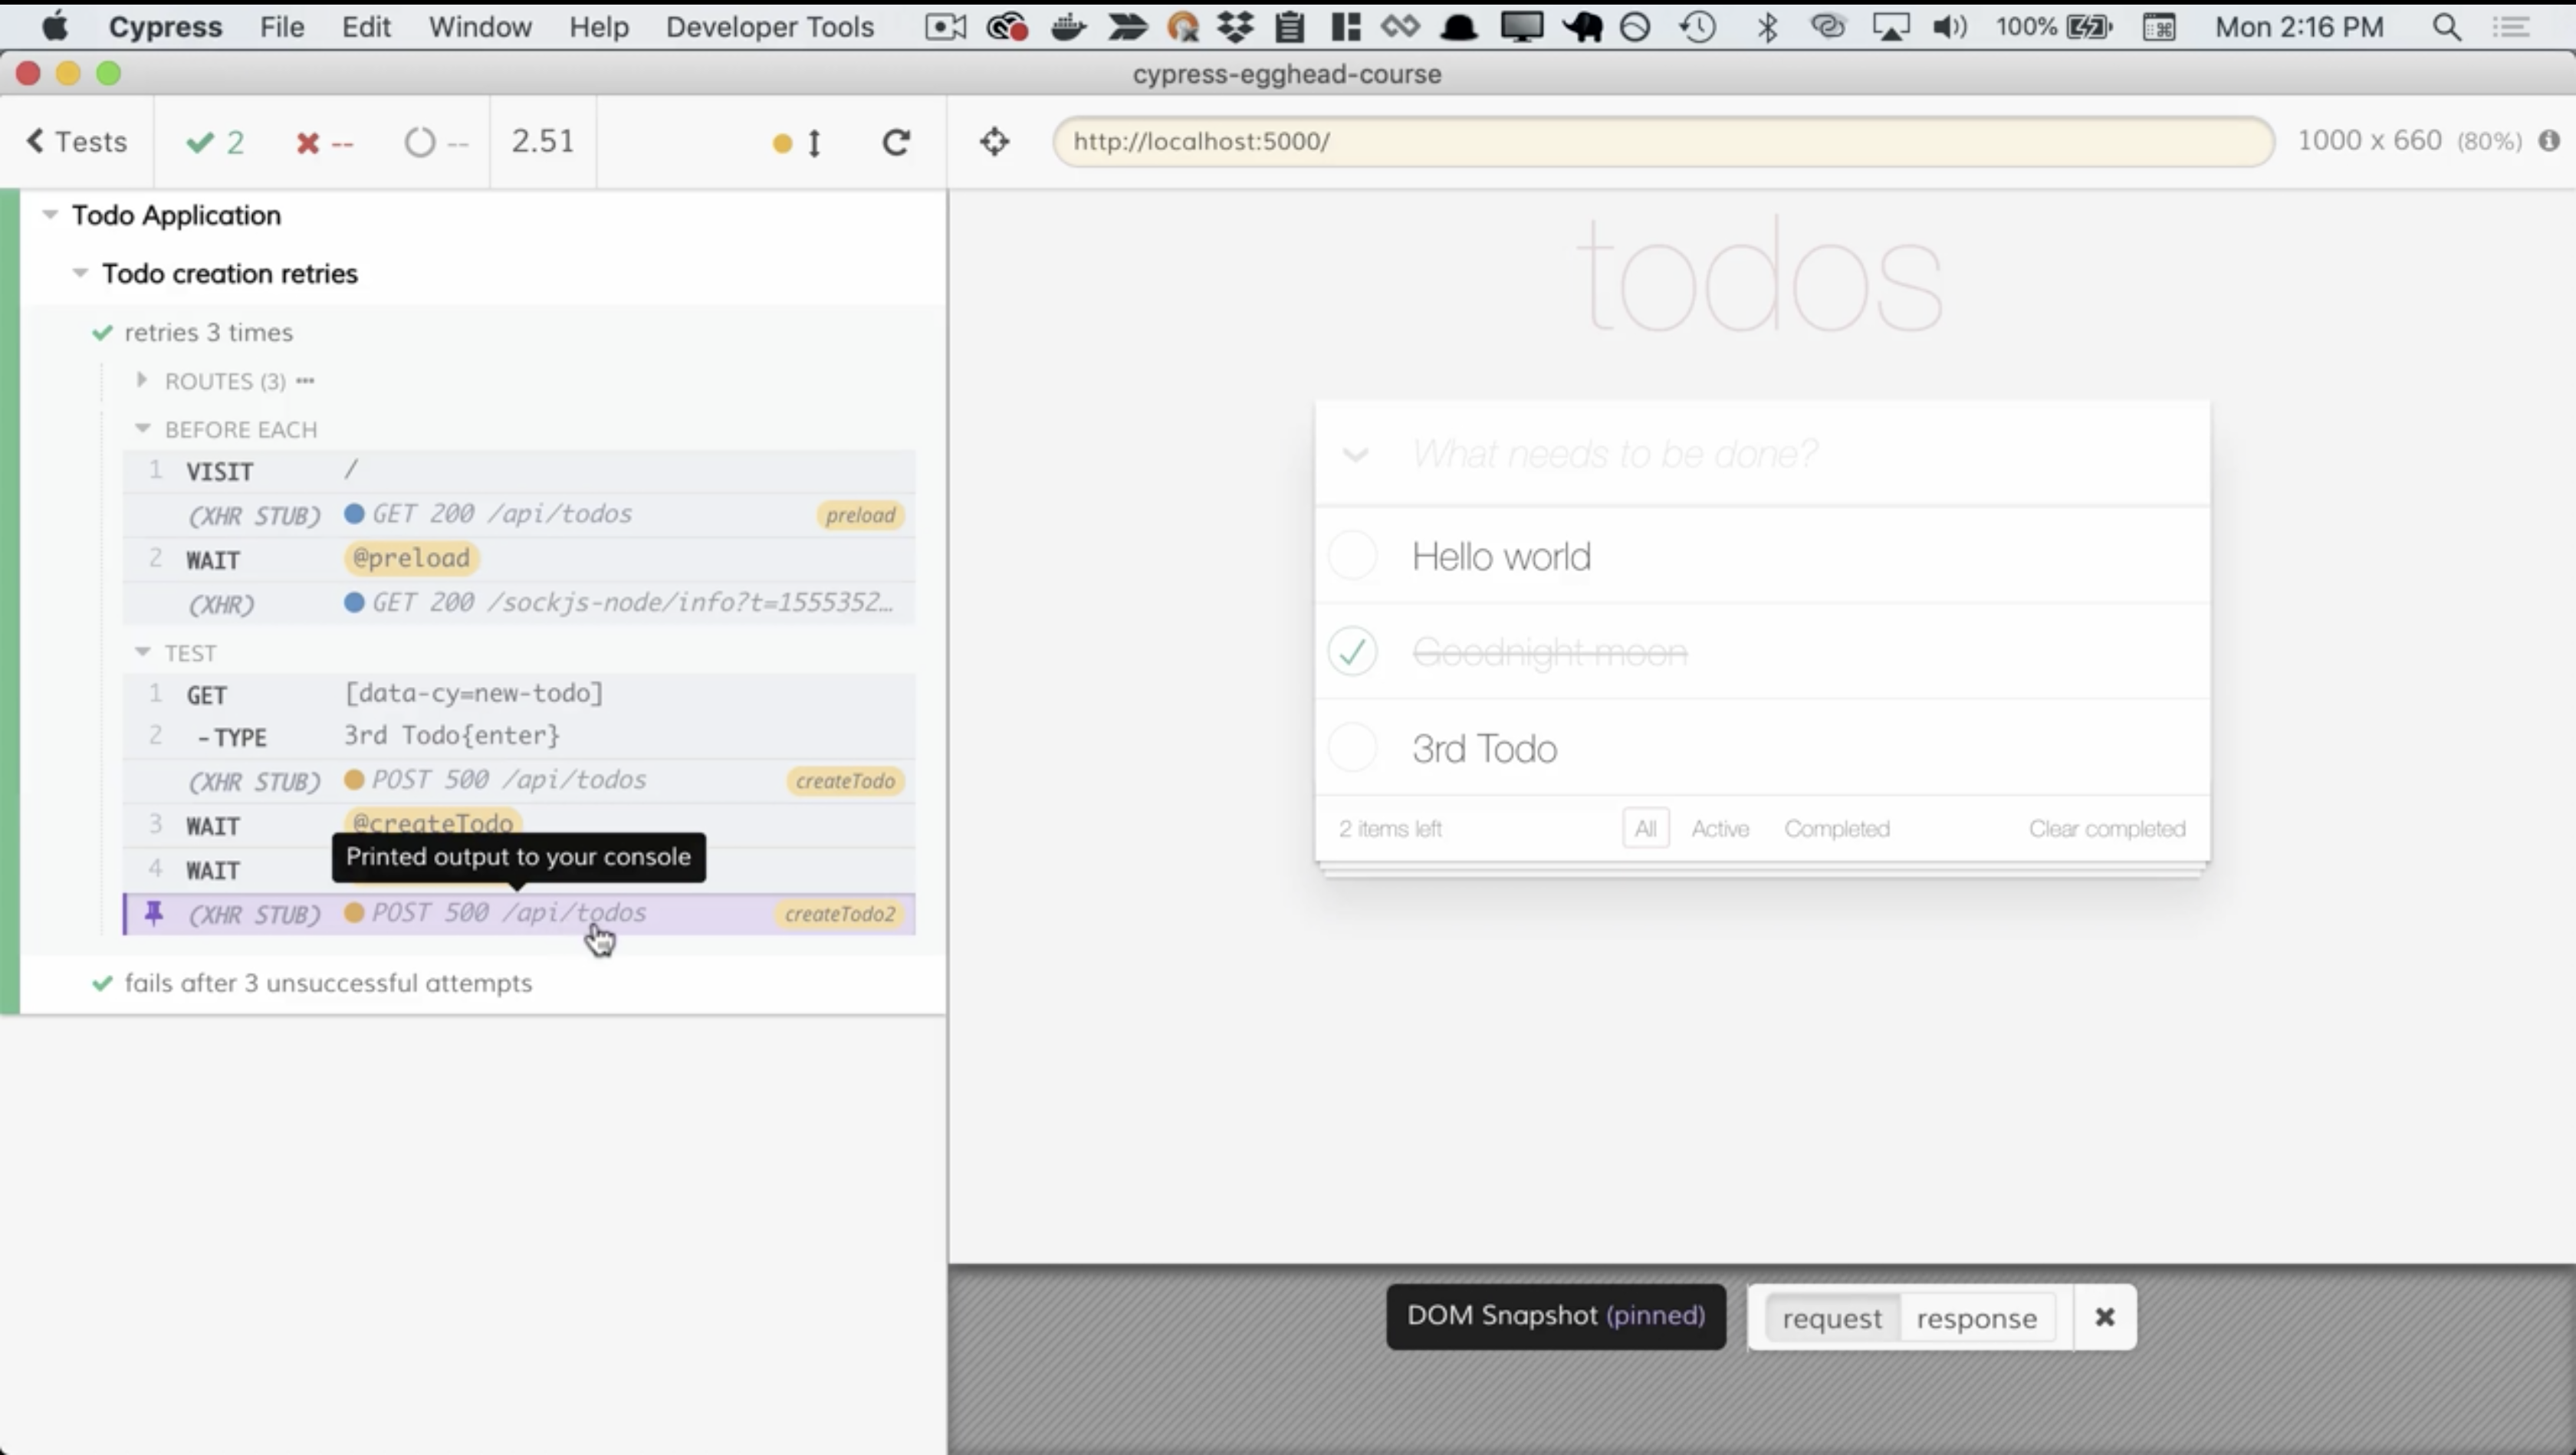 Cypress File Edit Window Help Developer Tools 100% Mon 2:16 PM
cypress-egghead-course
Tests 2 -- -- 2.51 http://localhost:5000/ 1000 x 660 (80%)
Todo Application
Todo creation retries
retries 3 times
ROUTES (3)
BEFORE EACH
1 VISIT /
(XHR STUB) GET 200 /api/todos preload
2 WAIT @preload
(XHR) GET 200 /sockjs-node/info?t=1555352...
TEST
1 GET [data-cy=new-todo]
2 -TYPE 3rd Todo{enter}
(XHR STUB) POST 500 /api/todos createTodo
3 WAIT @createTodo
Printed output to your console
4 WAIT
(XHR STUB) POST 500 /api/todos createTodo2
fails after 3 unsuccessful attempts
todos
What needs to be done?
Hello world
Goodnight moon
3rd Todo
2 items left All Active Completed Clear completed
DOM Snapshot (pinned) request response